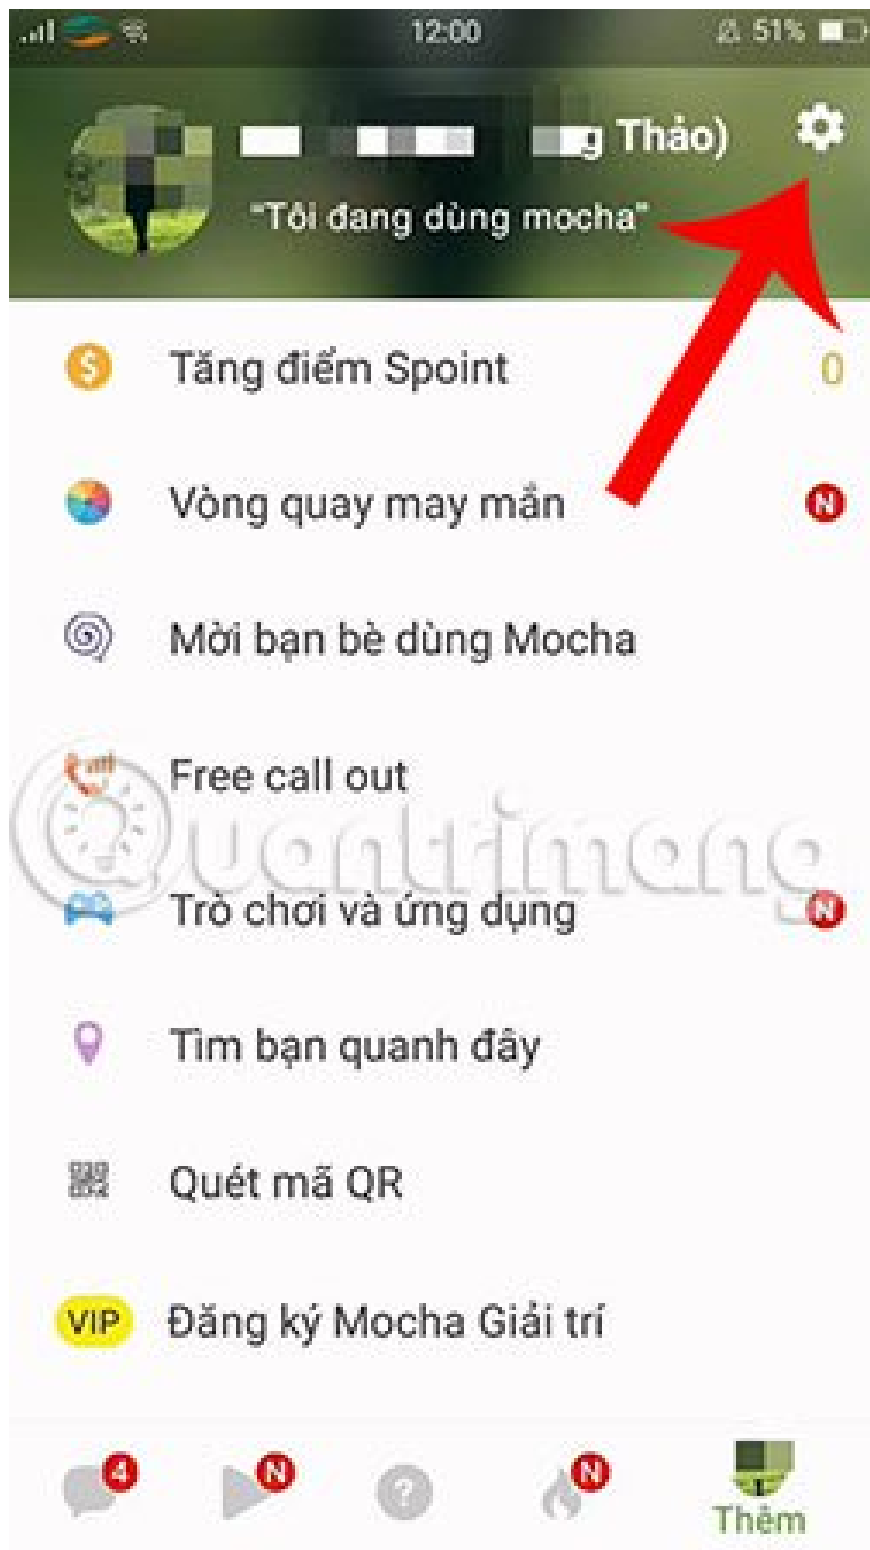 12:00 51%
g Thảo)
"Tôi đang dùng mocha"
Tăng điểm Spoint 0
Vòng quay may mắn N
Mời bạn bè dùng Mocha
Free call out
Quantrimang
Trò chơi và ứng dụng N
Tìm bạn quanh đây
Quét mã QR
VIP Đăng ký Mocha Giải trí
4 N ? N
Thêm